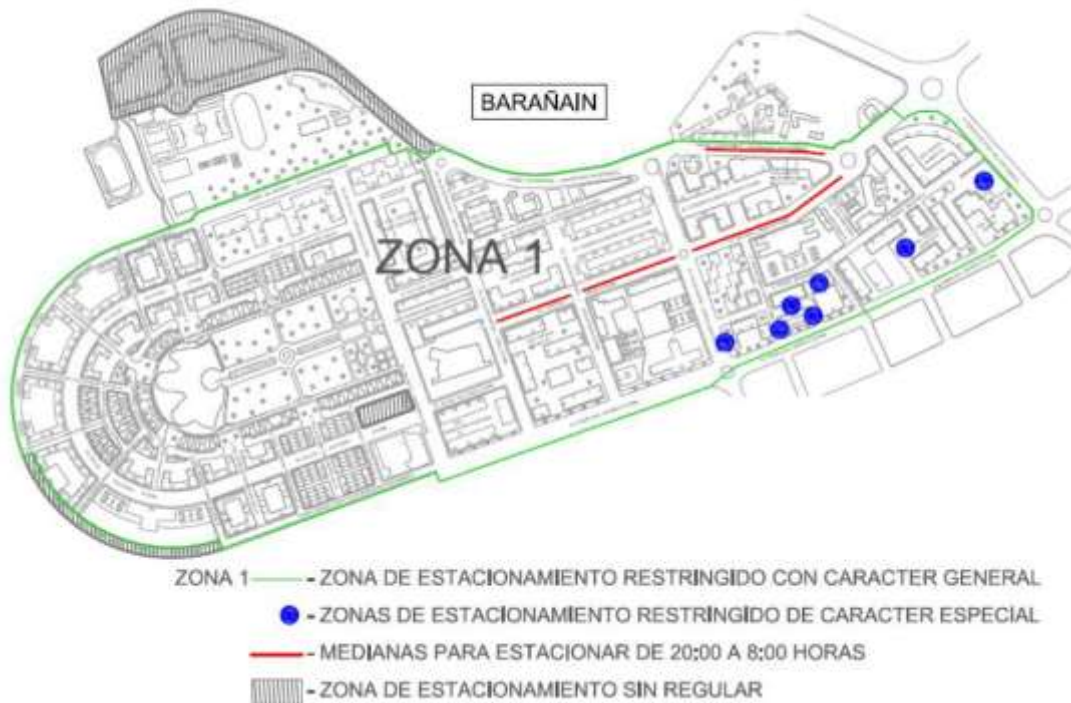 BARAÑAIN
ZONA 1
ZONA 1 - ZONA DE ESTACIONAMIENTO RESTRINGIDO CON CARACTER GENERAL
- ZONAS DE ESTACIONAMIENTO RESTRINGIDO DE CARACTER ESPECIAL
- MEDIANAS PARA ESTACIONAR DE 20:00 A 8:00 HORAS
- ZONA DE ESTACIONAMIENTO SIN REGULAR